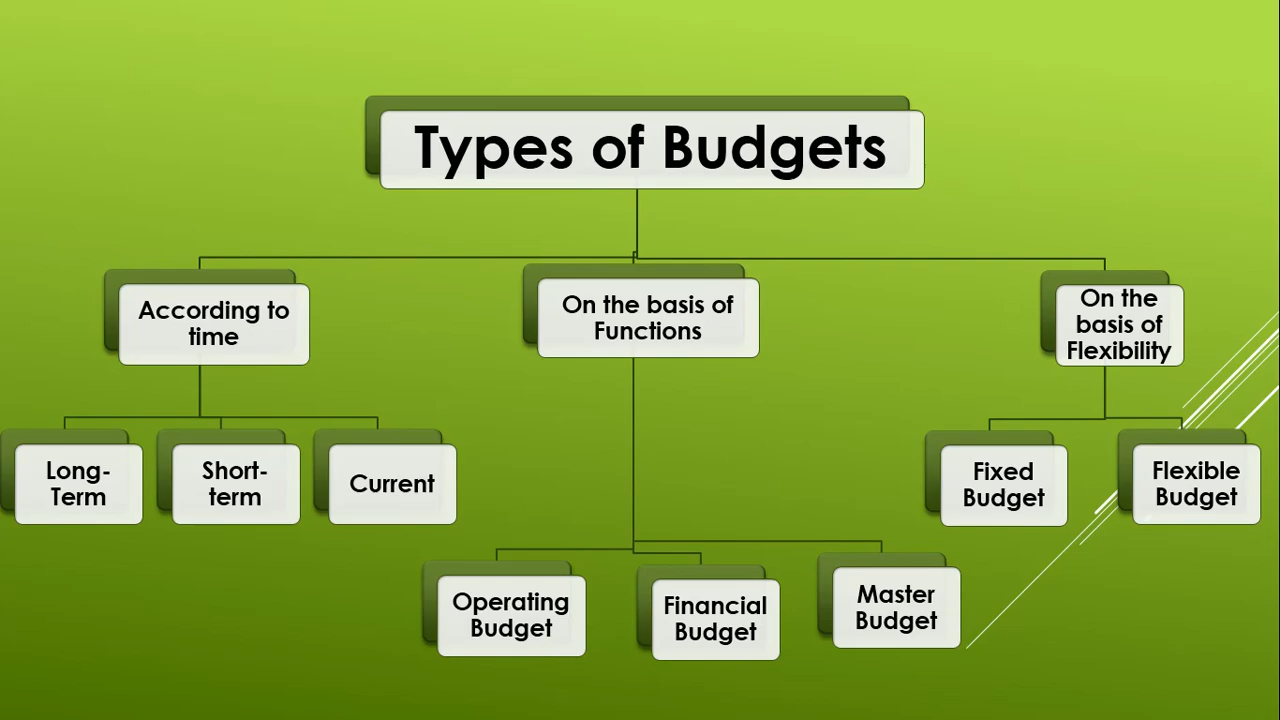 Types of Budgets
According to
time
On the basis of
Functions
On the
basis of
Flexibility
Long-
Term
Short-
term
Current
Fixed
Budget
Flexible
Budget
Operating
Budget
Financial
Budget
Master
Budget